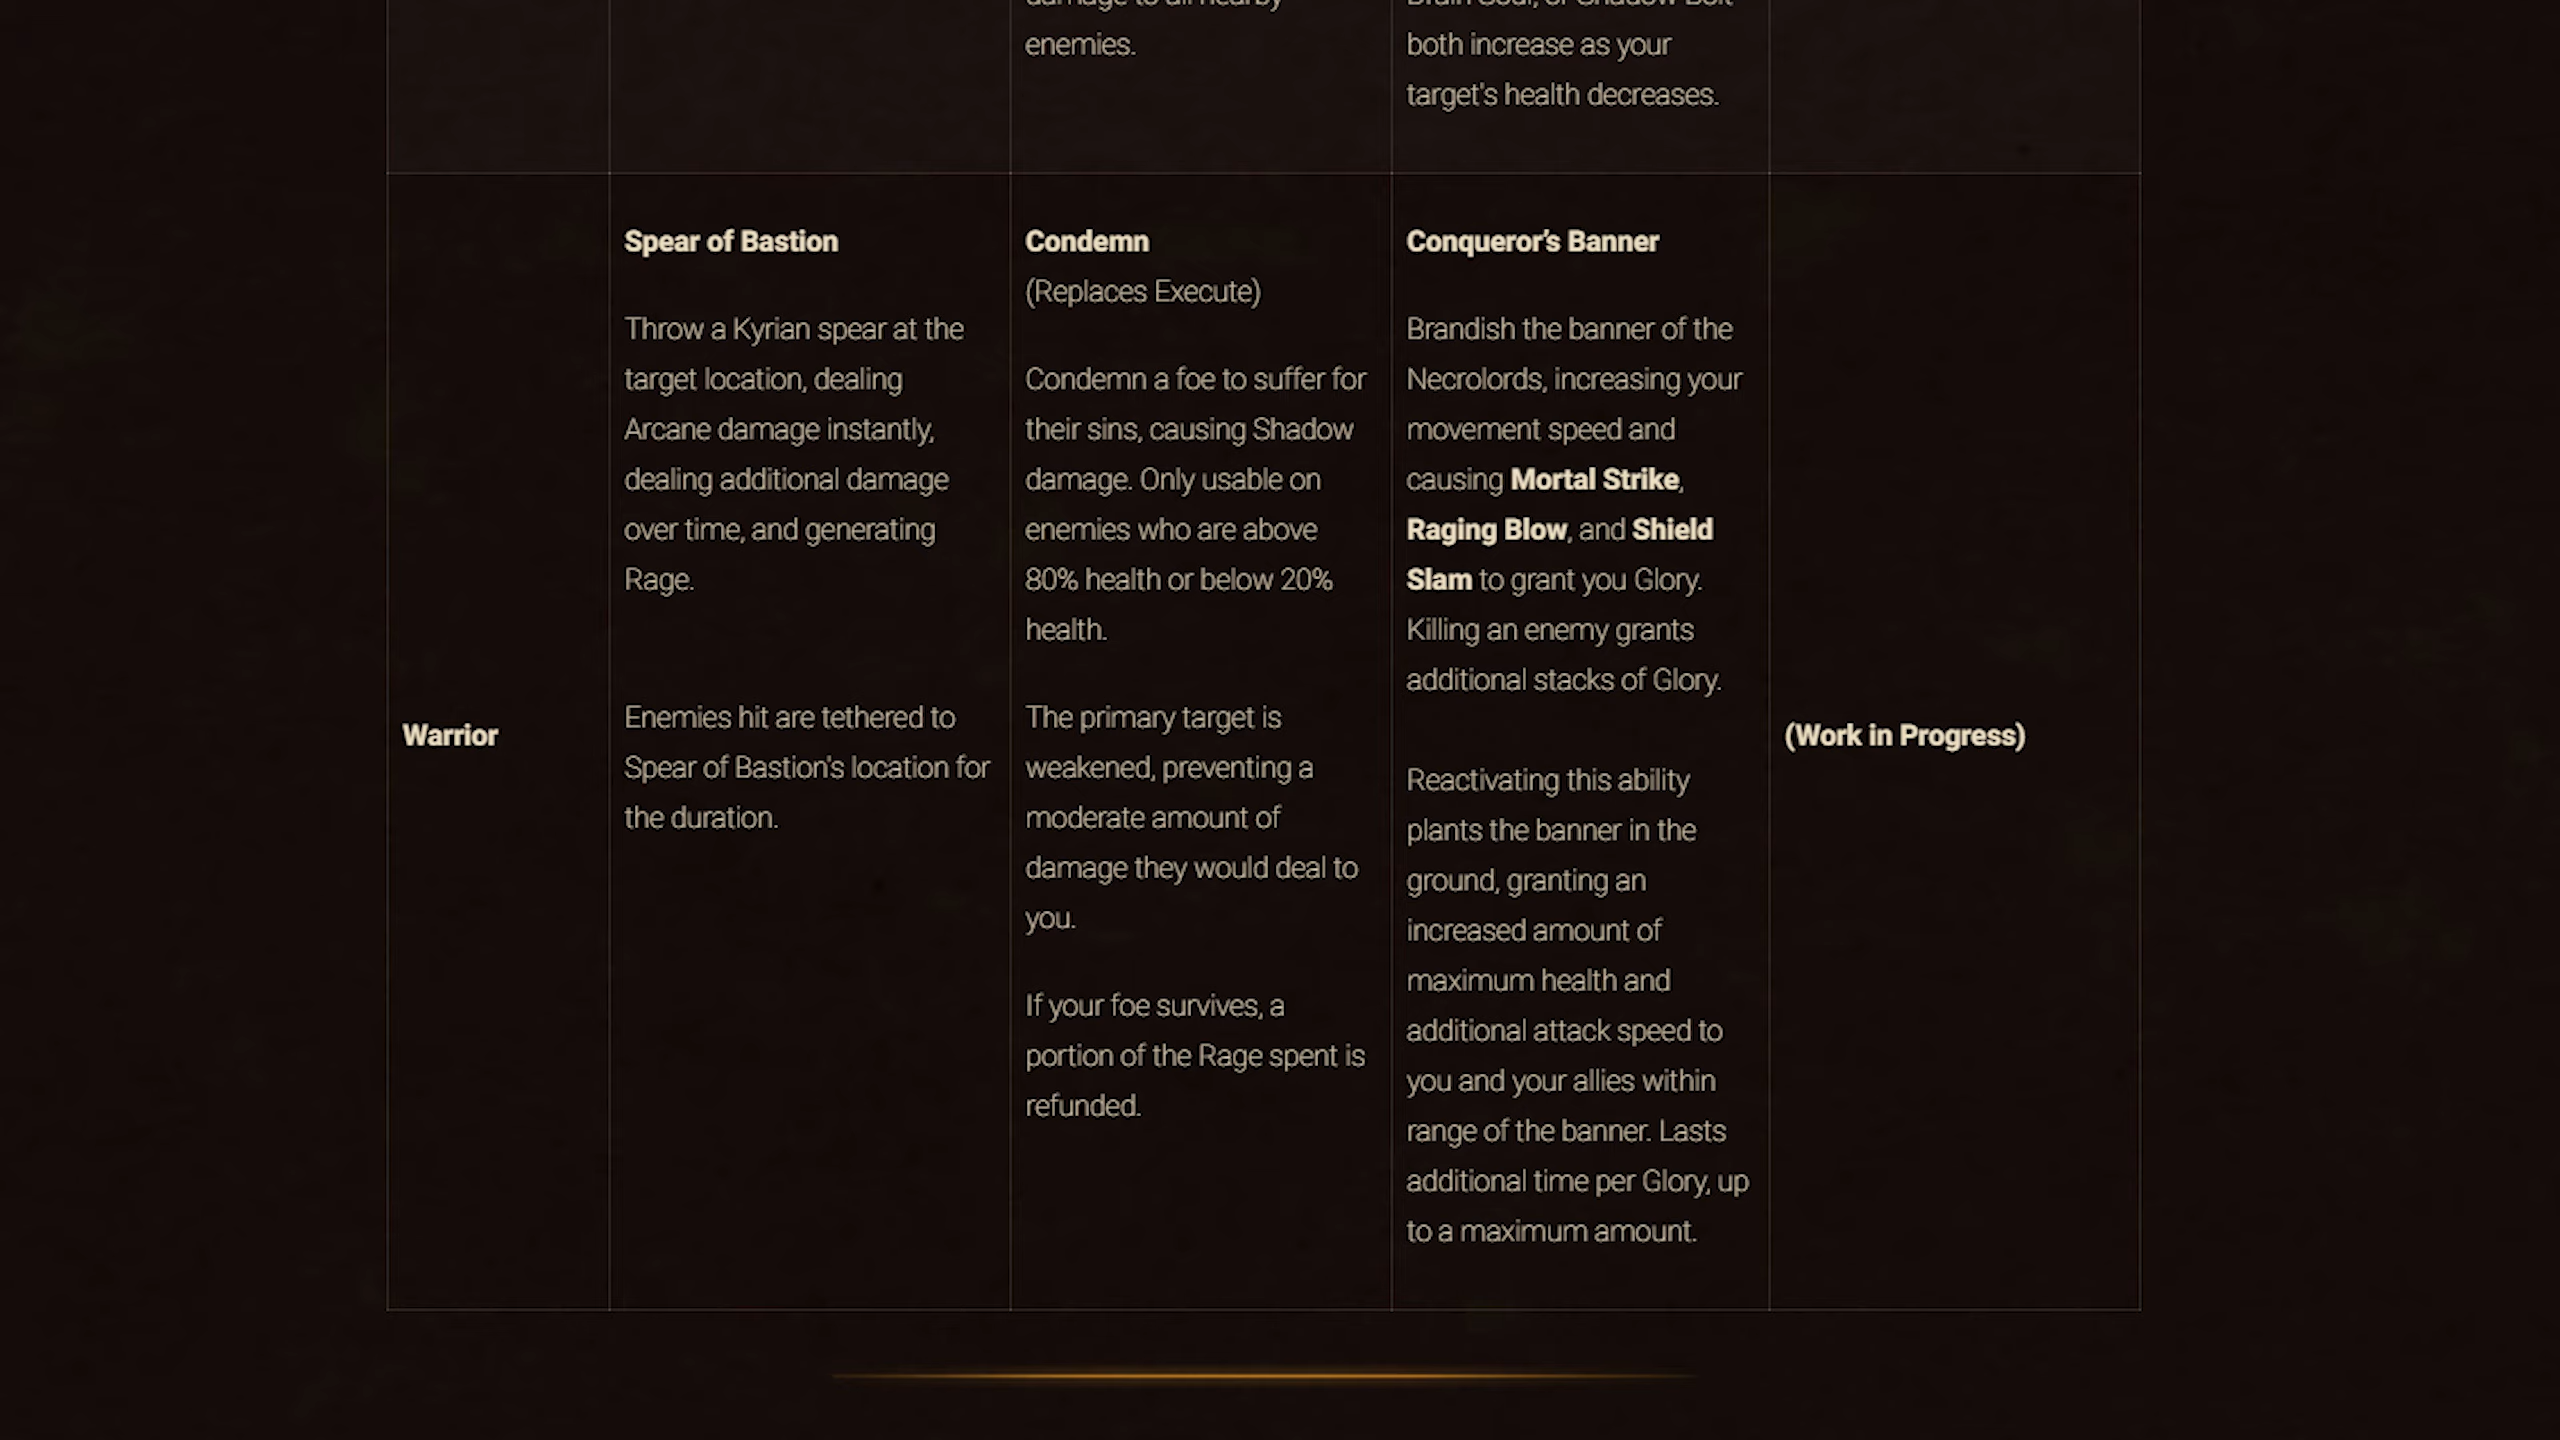 enemies.
both increase as your
target's health decreases.
Warrior
Spear of Bastion
Throw a Kyrian spear at the
target location, dealing
Arcane damage instantly,
dealing additional damage
over time, and generating
Rage.
Enemies hit are tethered to
Spear of Bastion's location for
the duration.
Condemn
(Replaces Execute)
Condemn a foe to suffer for
their sins, causing Shadow
damage. Only usable on
enemies who are above
80% health or below 20%
health.
The primary target is
weakened, preventing a
moderate amount of
damage they would deal to
you.
If your foe survives, a
portion of the Rage spent is
refunded.
Conqueror's Banner
Brandish the banner of the
Necrolords, increasing your
movement speed and
causing Mortal Strike,
Raging Blow, and Shield
Slam to grant you Glory.
Killing an enemy grants
additional stacks of Glory.
Reactivating this ability
plants the banner in the
ground, granting an
increased amount of
maximum health and
additional attack speed to
you and your allies within
range of the banner. Lasts
additional time per Glory, up
to a maximum amount.
(Work in Progress)